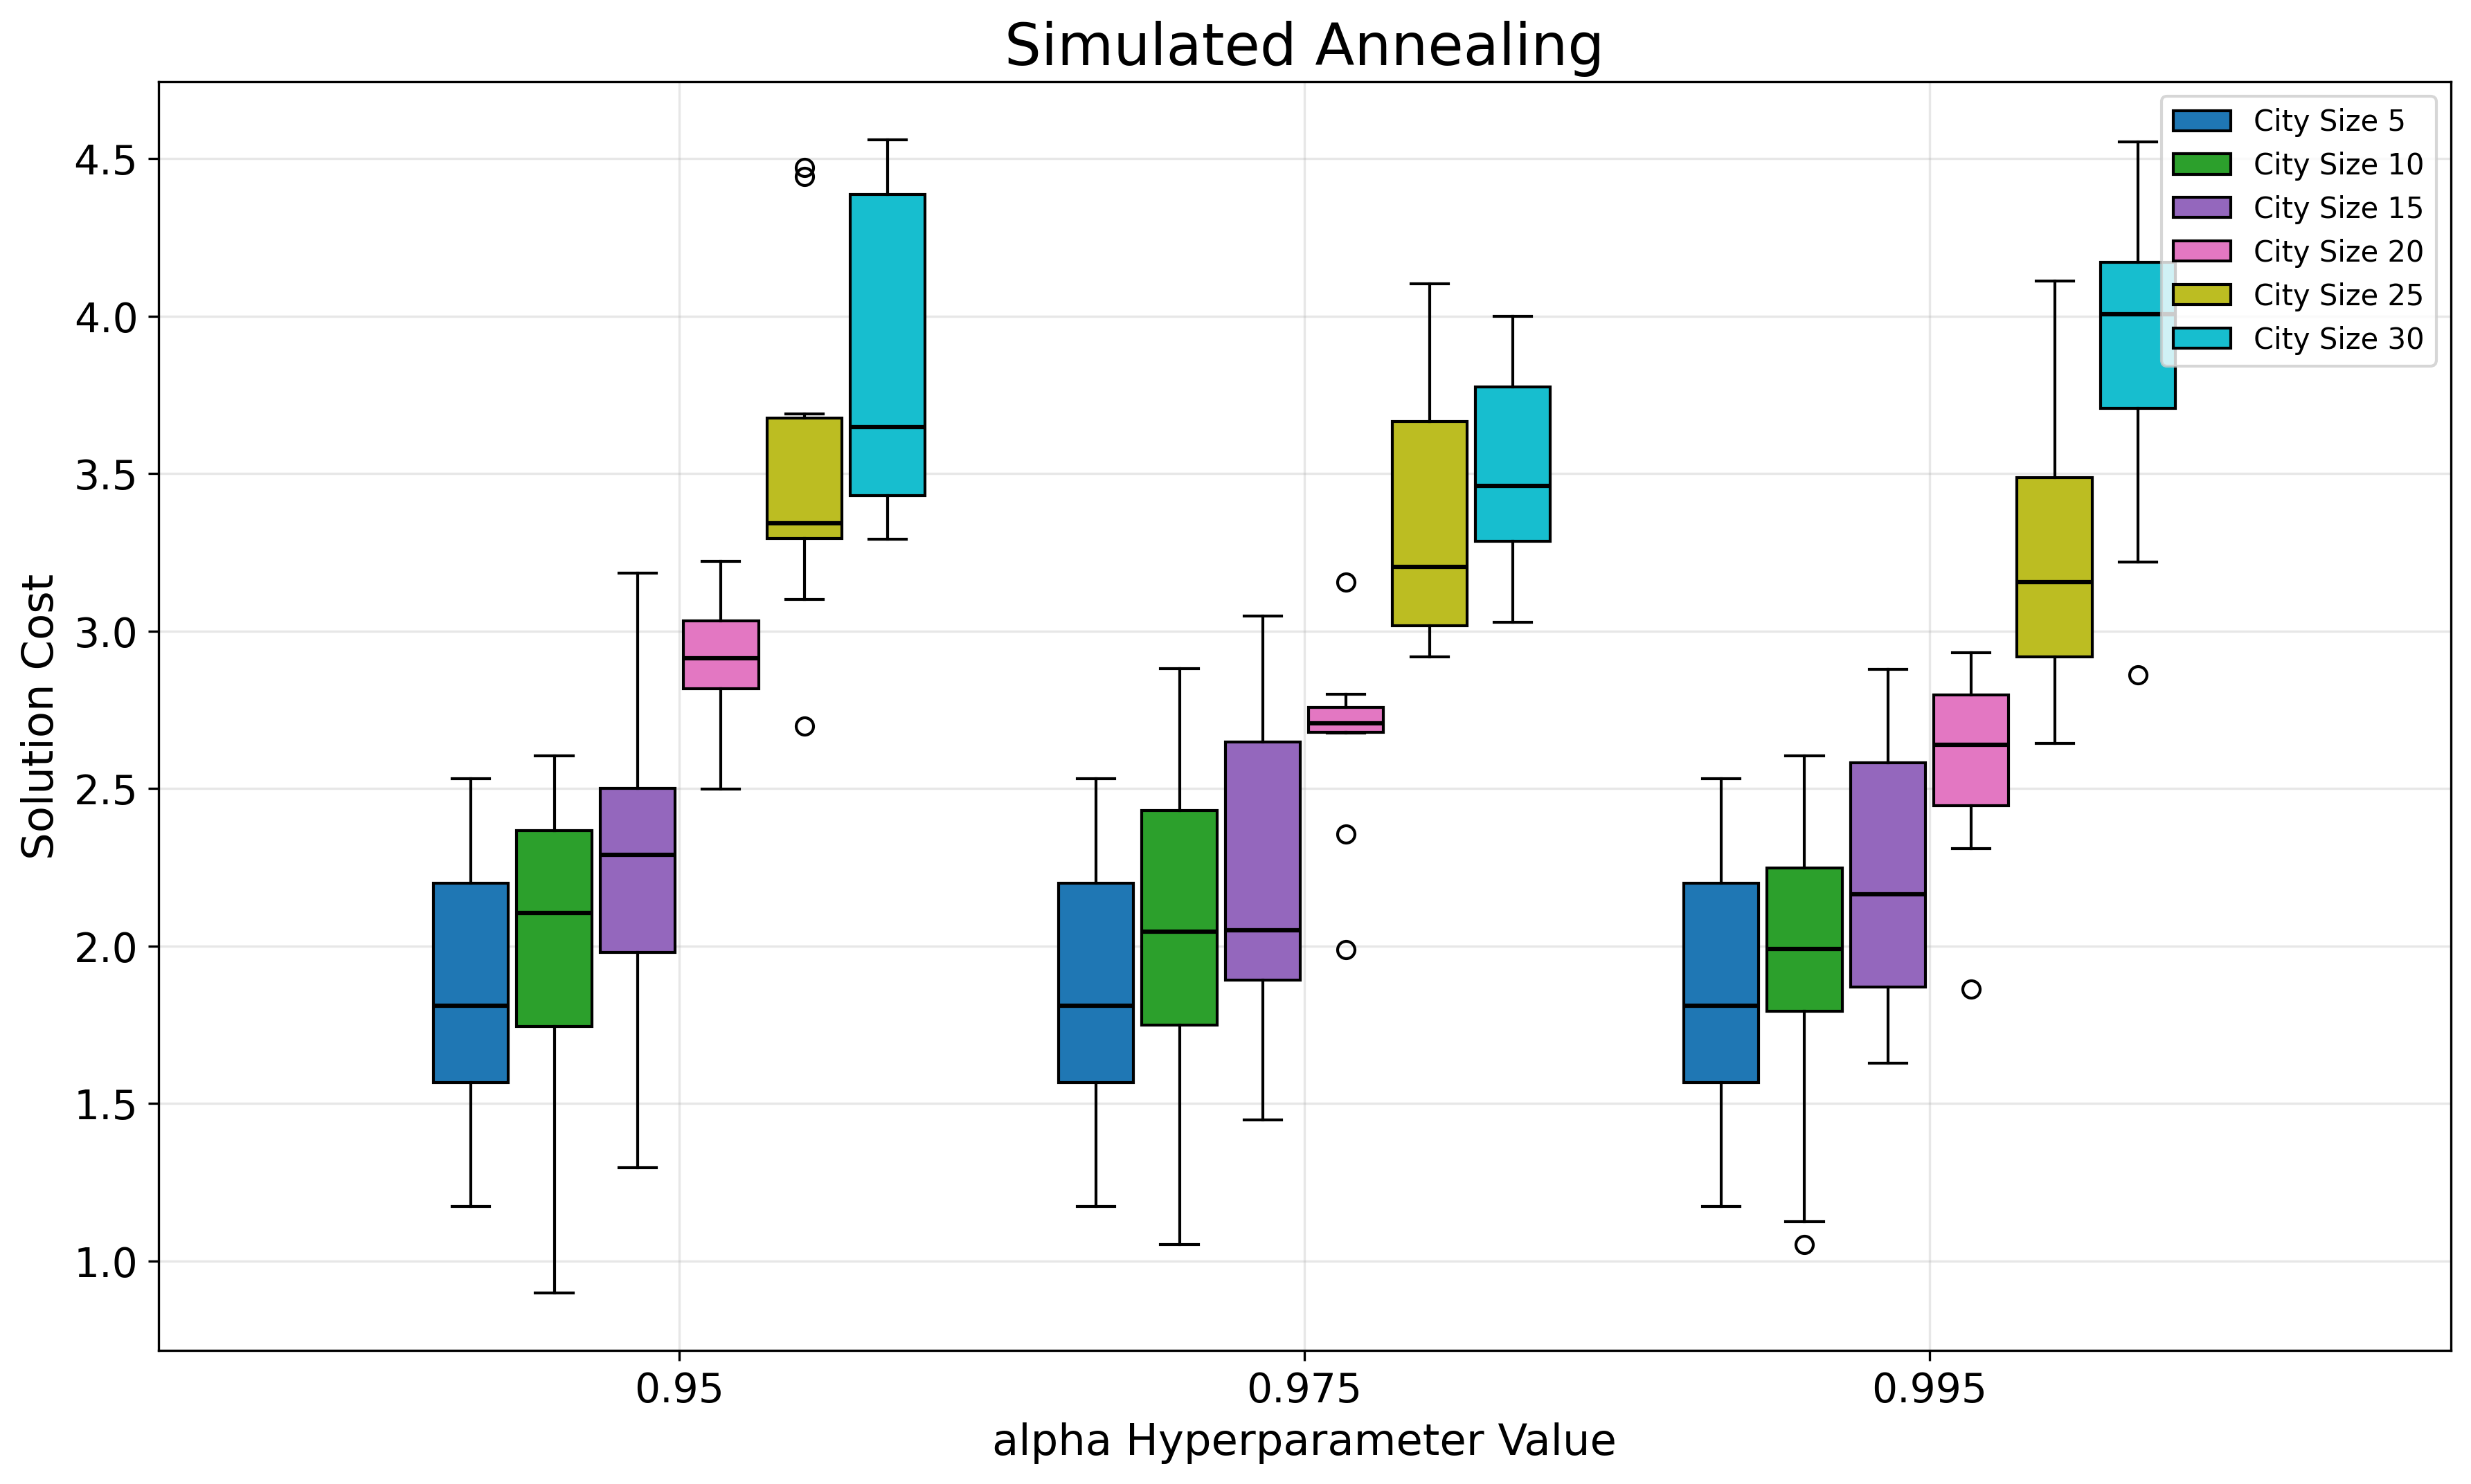 Simulated Annealing
City Size 5
City Size 10
City Size 15
City Size 20
City Size 25
City Size 30
Solution Cost
4.5
4.0
3.5
3.0
2.5
2.0
1.5
1.0
0.95
0.975
0.995
alpha Hyperparameter Value